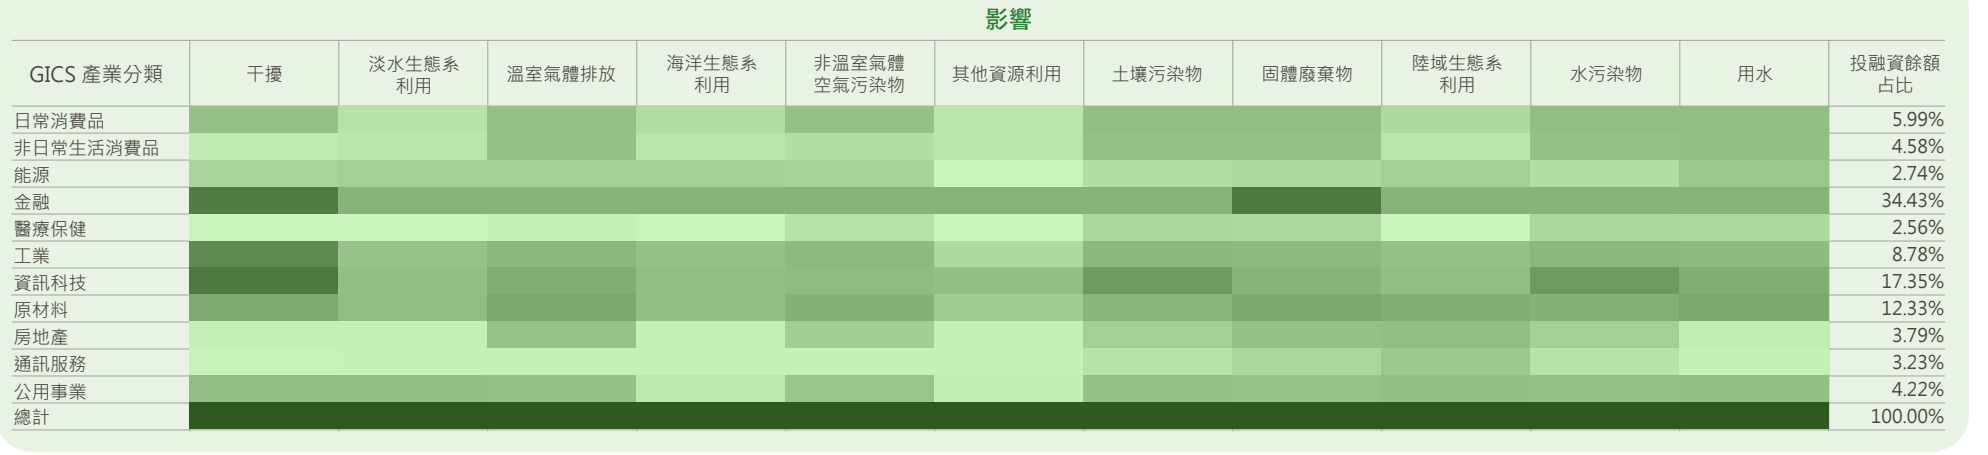 影響
GICS 產業分類 干擾 淡水生態系利用 溫室氣體排放 海洋生態系利用 非溫室氣體空氣污染物 其他資源利用 土壤污染物 固體廢棄物 陸域生態系利用 水污染物 用水 投融資餘額占比
日常消費品 5.99%
非日常生活消費品 4.58%
能源 2.74%
金融 34.43%
醫療保健 2.56%
工業 8.78%
資訊科技 17.35%
原材料 12.33%
房地產 3.79%
通訊服務 3.23%
公用事業 4.22%
總計 100.00%